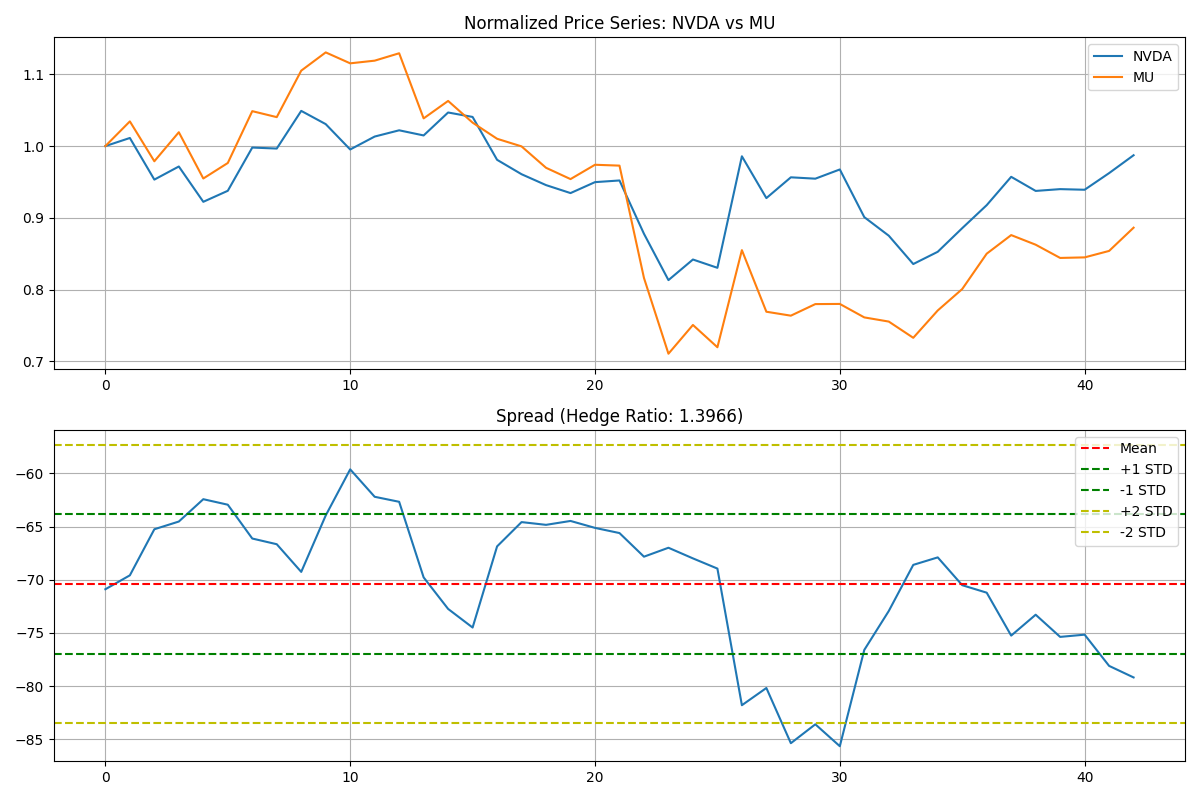 Normalized Price Series: NVDA vs MU
NVDA
MU
1.1
1.0
0.9
0.8
0.7
0 10 20 30 40
Spread (Hedge Ratio: 1.3966)
Mean
+1 STD
-1 STD
+2 STD
-2 STD
−60
−65
−70
−75
−80
−85
0 10 20 30 40